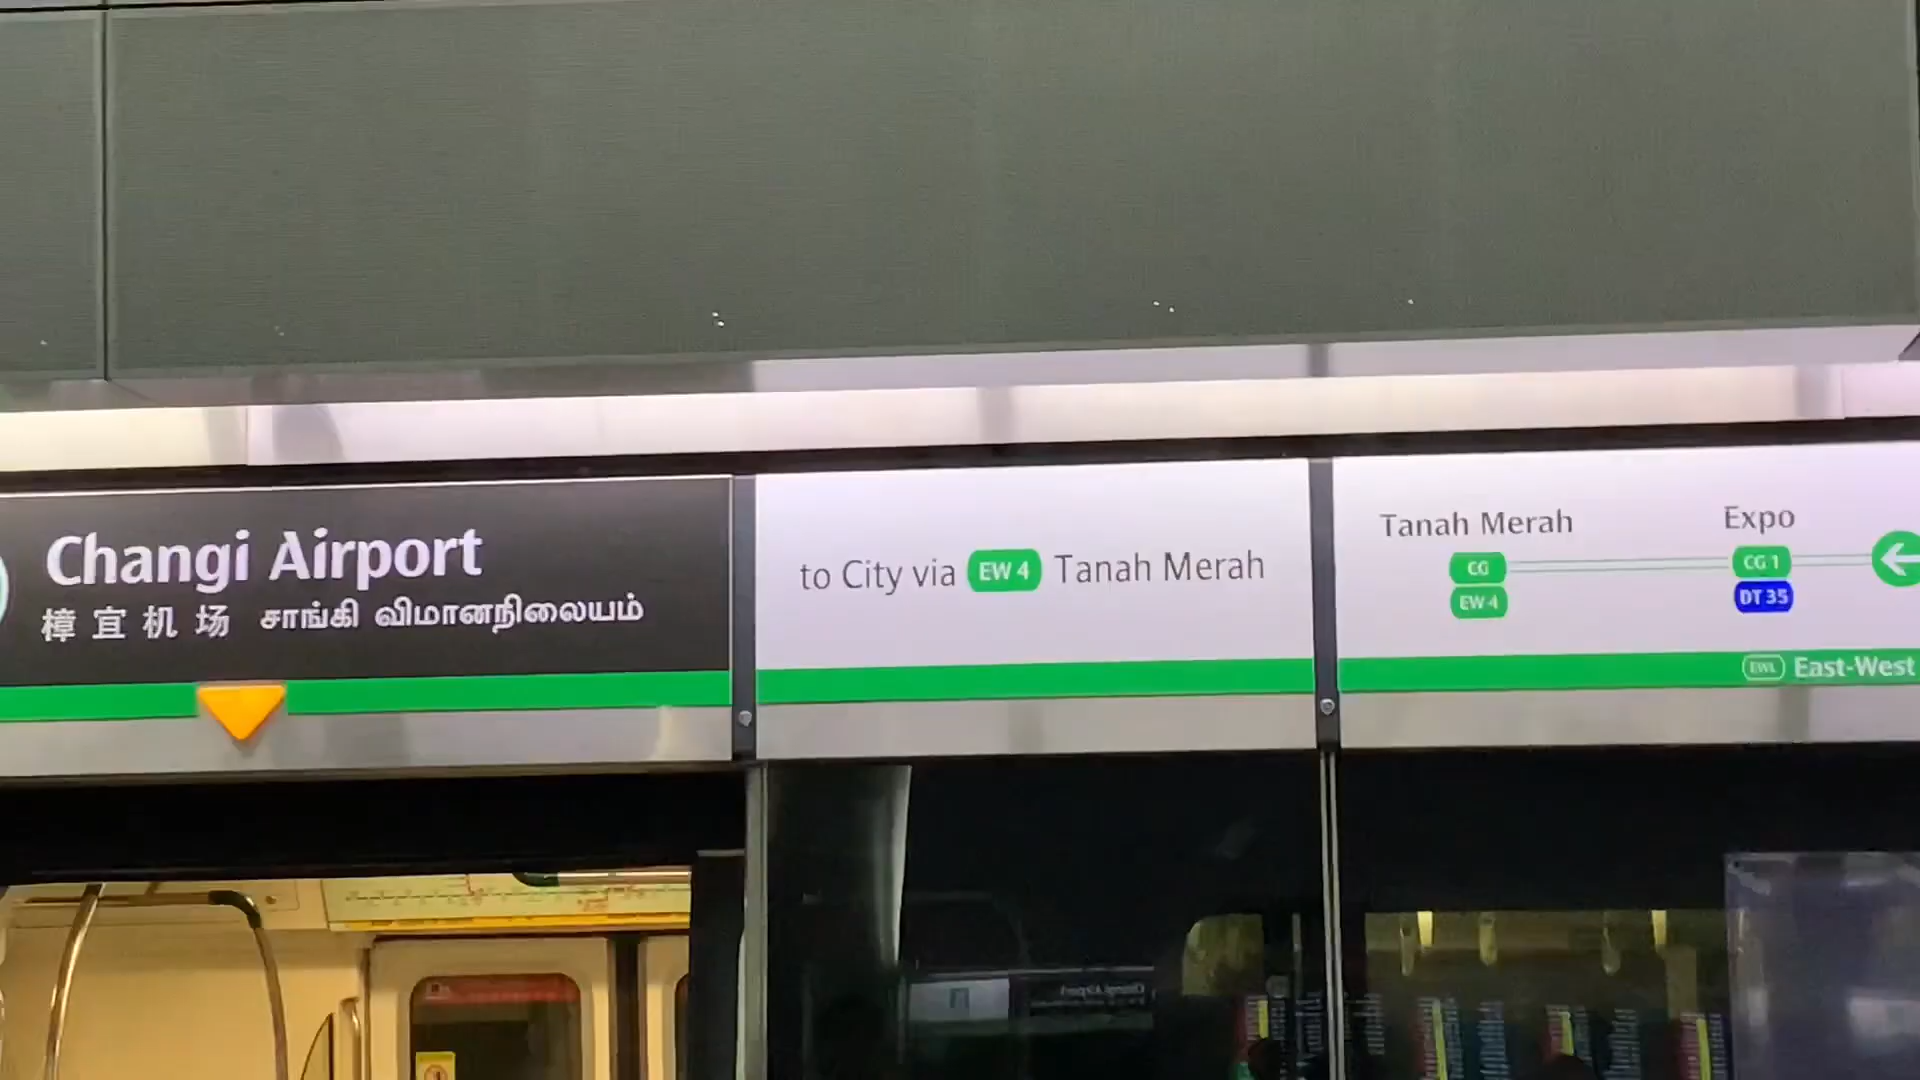 Changi Airport
樟宜机场 சாங்கி விமானநிலையம்
to City via EW 4 Tanah Merah
Tanah Merah
CG
EW 4
Expo
CG 1
DT 35
EWL East-West